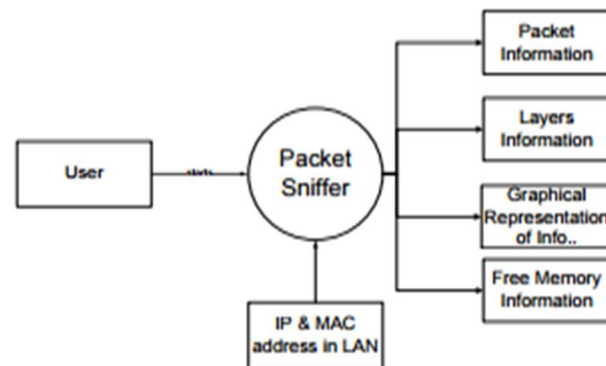 Packet
Information
Layers
Information
User
starts
Packet
Sniffer
Graphical
Representation
of Info..
Free Memory
Information
IP & MAC
address in LAN